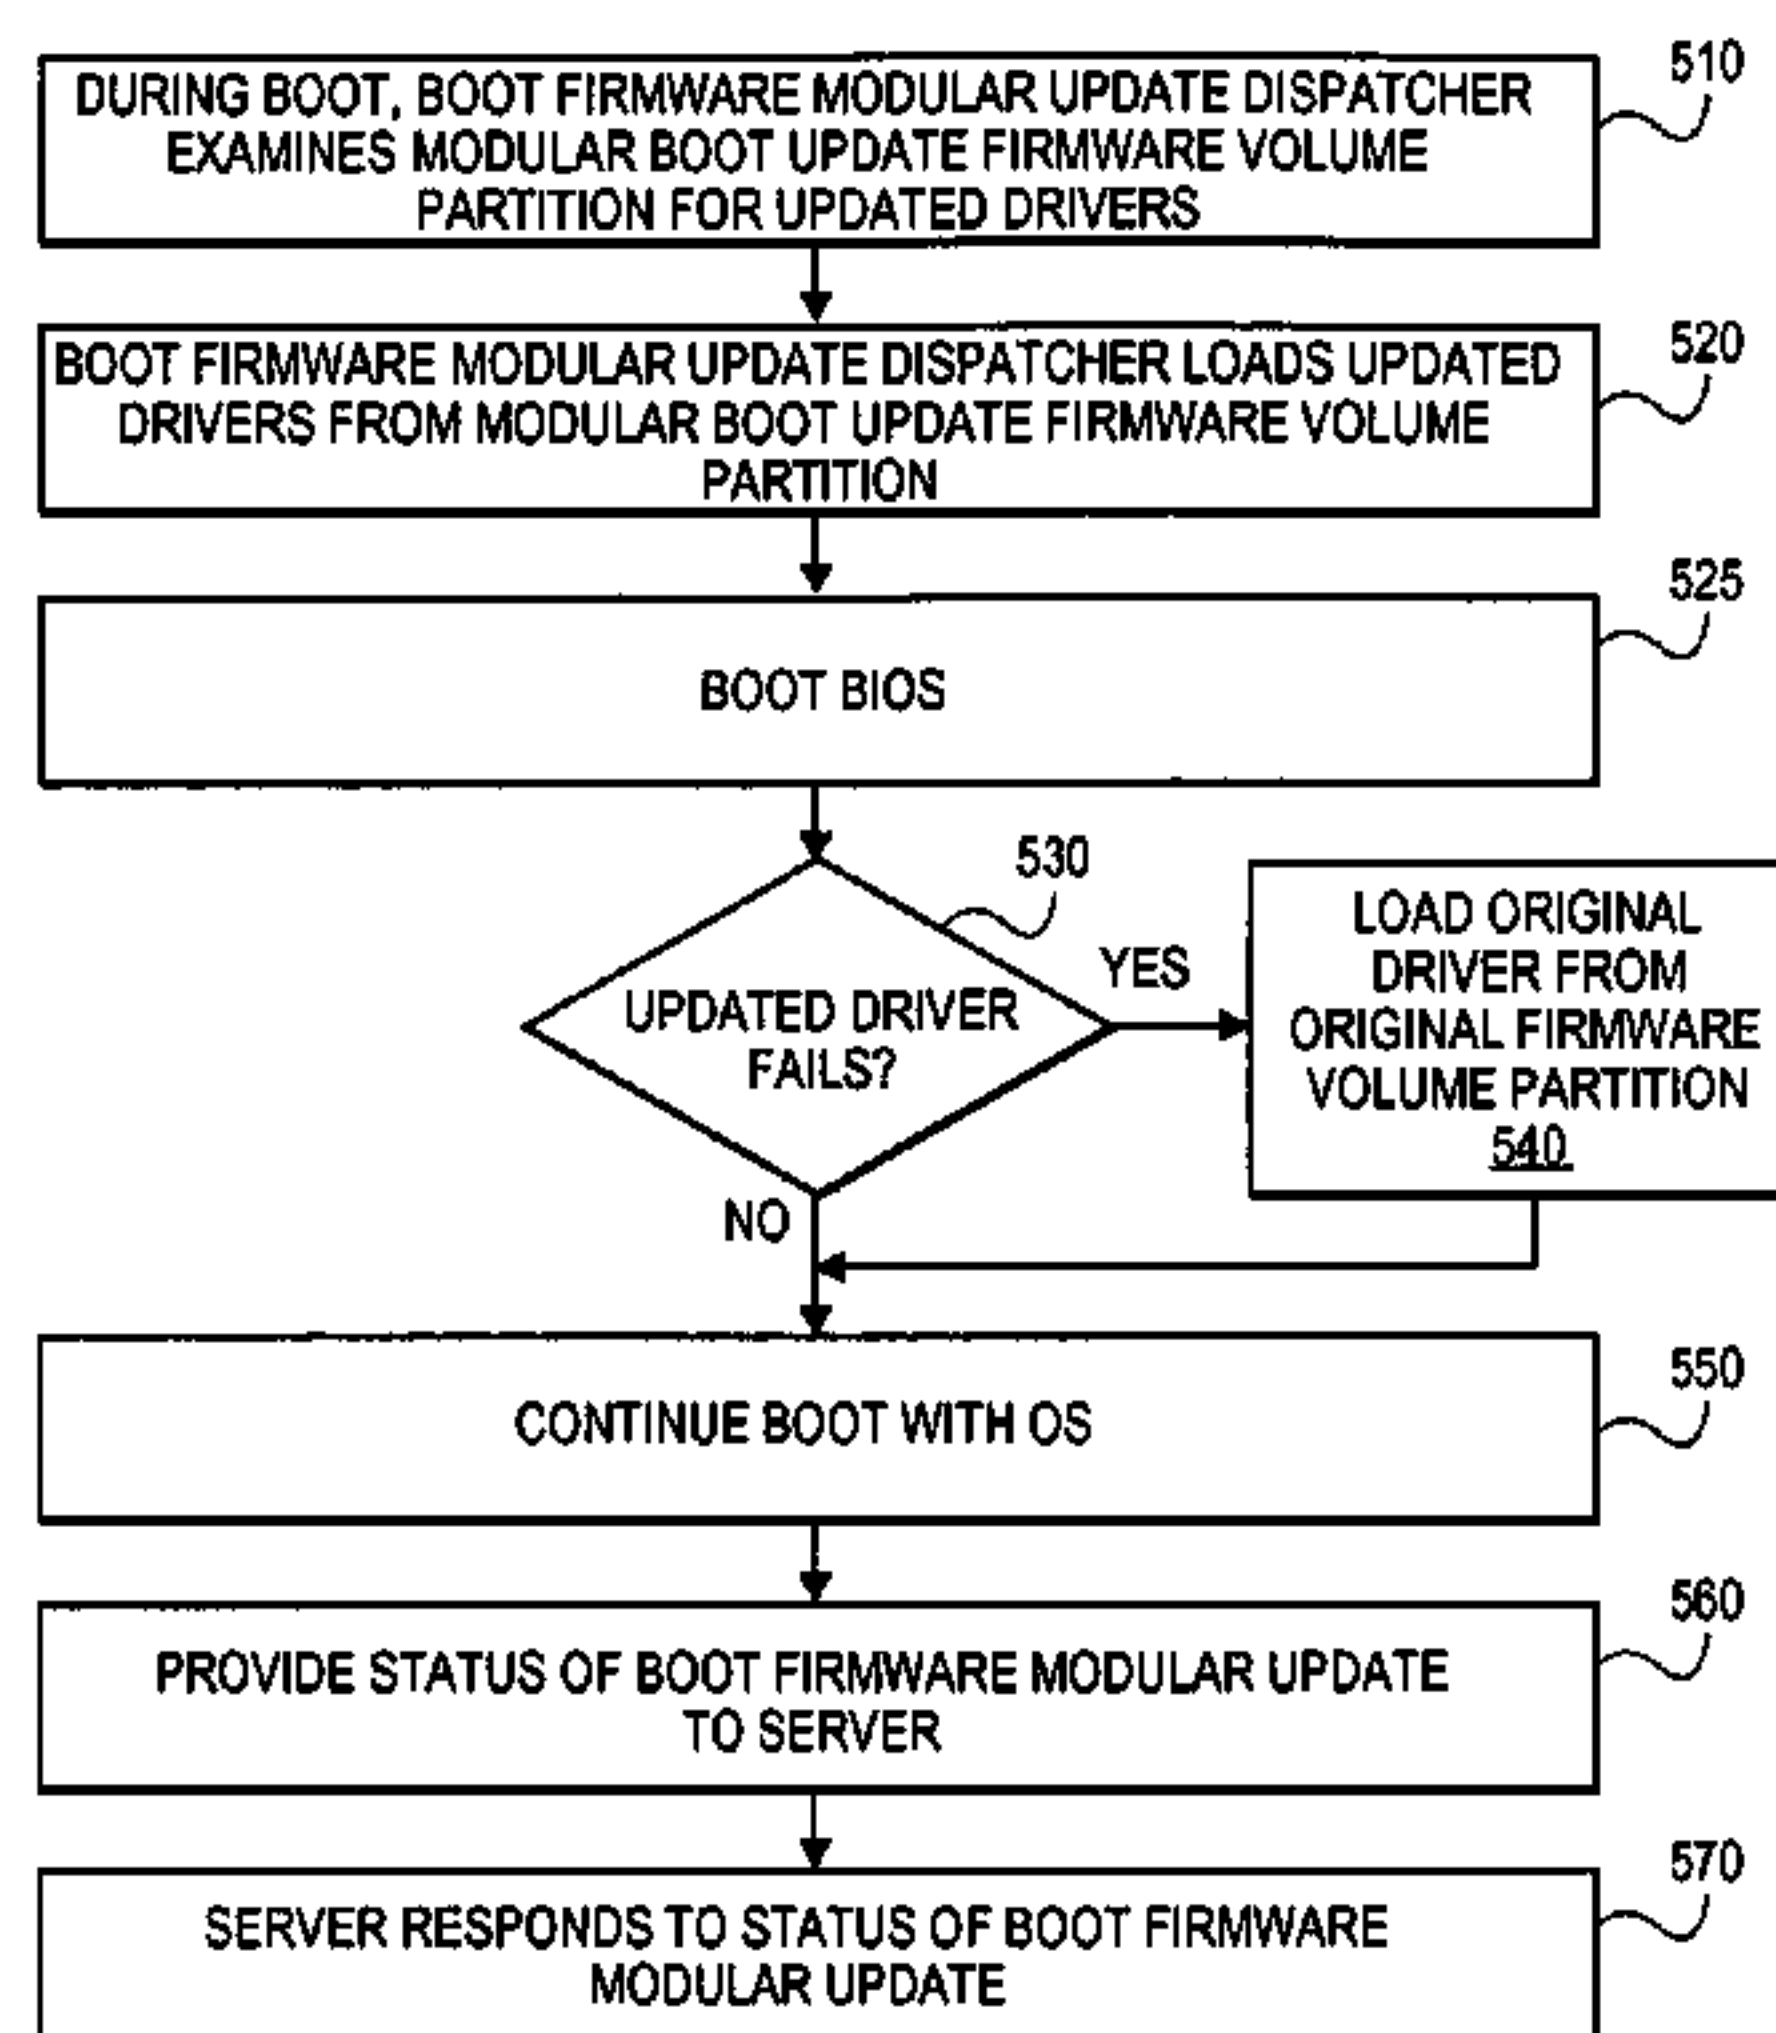 510
DURING BOOT, BOOT FIRMWARE MODULAR UPDATE DISPATCHER
EXAMINES MODULAR BOOT UPDATE FIRMWARE VOLUME
PARTITION FOR UPDATED DRIVERS
520
BOOT FIRMWARE MODULAR UPDATE DISPATCHER LOADS UPDATED
DRIVERS FROM MODULAR BOOT UPDATE FIRMWARE VOLUME
PARTITION
525
BOOT BIOS
530
UPDATED DRIVER
FAILS?
YES
LOAD ORIGINAL
DRIVER FROM
ORIGINAL FIRMWARE
VOLUME PARTITION
540
NO
550
CONTINUE BOOT WITH OS
560
PROVIDE STATUS OF BOOT FIRMWARE MODULAR UPDATE
TO SERVER
570
SERVER RESPONDS TO STATUS OF BOOT FIRMWARE
MODULAR UPDATE